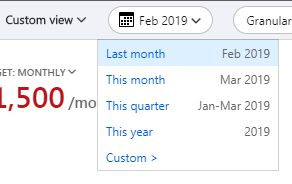 Custom view Feb 2019 Granular
Last month Feb 2019
This month Mar 2019
GET: MONTHLY
This quarter Jan-Mar 2019
1,500 /mo
This year 2019
Custom >